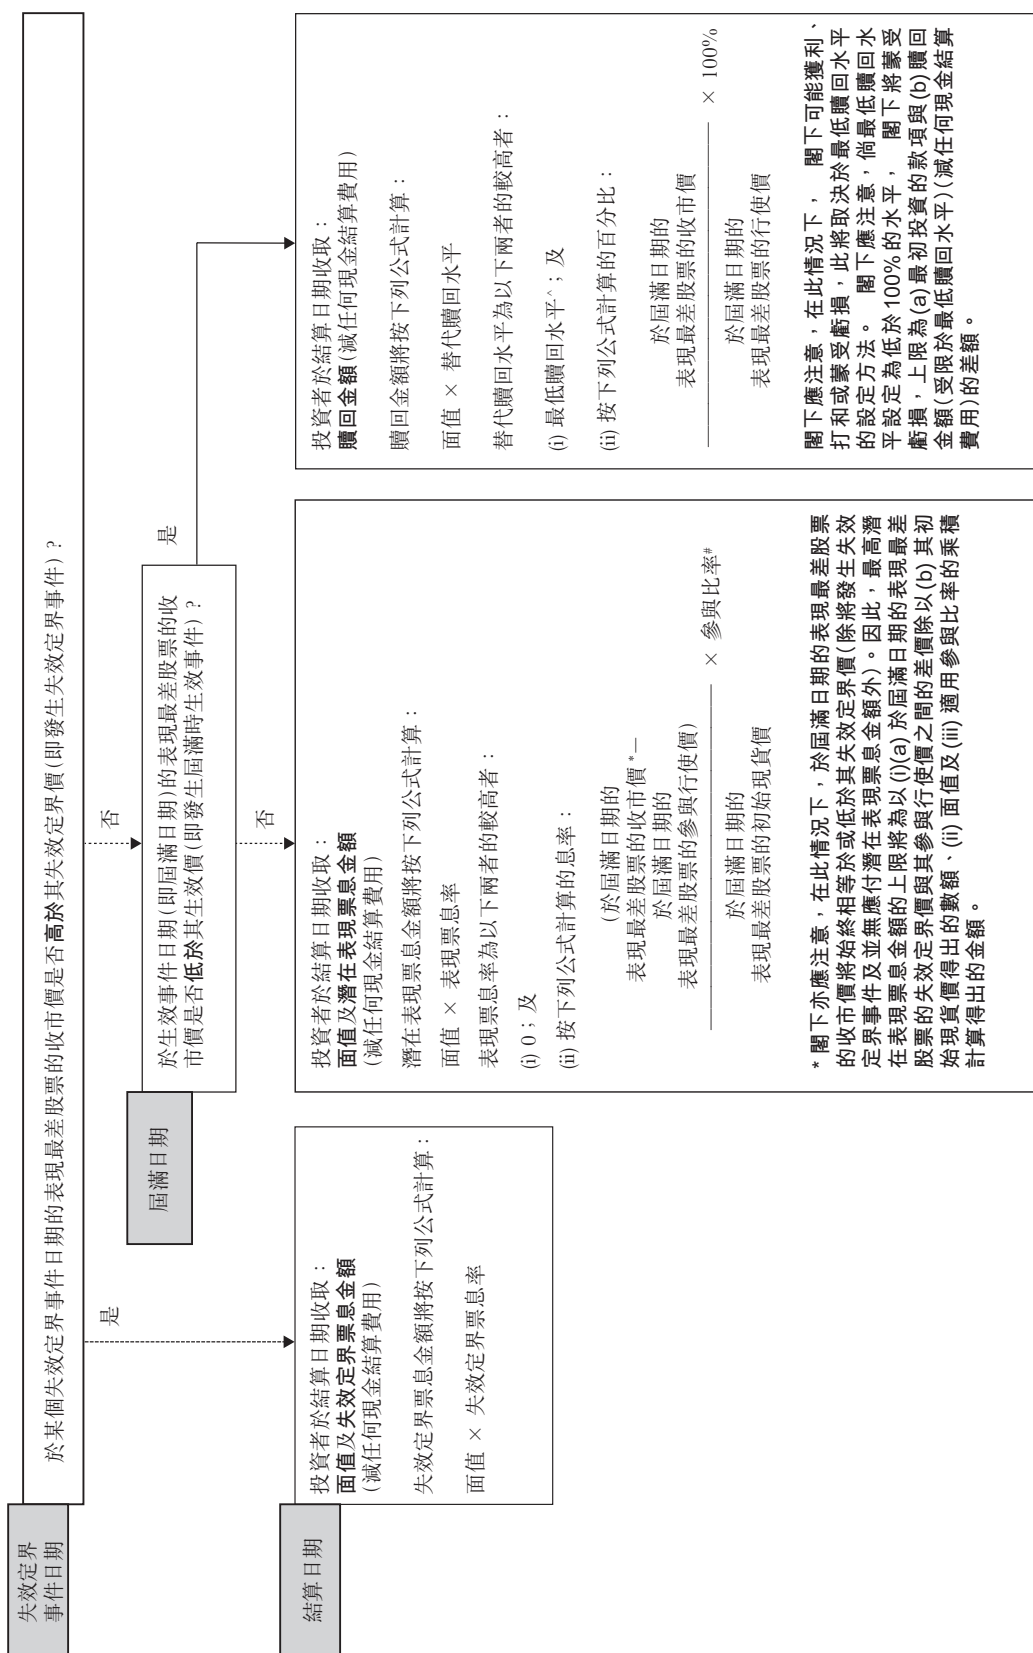 失效定界
事件日期
於某個失效定界事件日期的表現最差股票的收市價是否高於其失效定界價(即發生失效定界事件)?
是
否
屆滿日期
於生效事件日期(即屆滿日期)的表現最差股票的收
市價是否低於其生效價(即發生屆滿時生效事件)?
否
是
結算日期
投資者於結算日期收取:
面值及失效定界票息金額
(減任何現金結算費用)
失效定界票息金額將按下列公式計算:
面值 × 失效定界票息率
投資者於結算日期收取:
面值及潛在表現票息金額
(減任何現金結算費用)
潛在表現票息金額將按下列公式計算:
面值 × 表現票息率
表現票息率為以下兩者的較高者:
(i) 0;及
(ii) 按下列公式計算的息率:
(於屆滿日期的
表現最差股票的收市價*—
於屆滿日期的
表現最差股票的參與行使價)
× 參與比率#
於屆滿日期的
表現最差股票的初始現貨價
* 閣下亦應注意,在此情況下,於屆滿日期的表現最差股票
的收市價將始終相等於或低於其失效定界價(除將發生失效
定界事件及並無應付潛在表現票息金額外)。因此,最高潛
在表現票息金額的上限將為以(i)(a)於屆滿日期的表現最差
股票的失效定界價與其參與行使價之間的差價除以(b) 其初
始現貨價得出的數額、(ii) 面值及(iii) 適用參與比率的乘積
計算得出的金額。
投資者於結算日期收取:
贖回金額(減任何現金結算費用)
贖回金額將按下列公式計算:
面值 × 替代贖回水平
替代贖回水平為以下兩者的較高者:
(i) 最低贖回水平^;及
(ii) 按下列公式計算的百分比:
於屆滿日期的
表現最差股票的收市價
× 100%
於屆滿日期的
表現最差股票的行使價
閣下應注意,在此情況下, 閣下可能獲利、
打和或蒙受虧損,此將取決於最低贖回水平
的設定方法。 閣下應注意,倘最低贖回水
平設定為低於100%的水平, 閣下將蒙受
虧損,上限為(a)最初投資的款項與(b)贖回
金額(受限於最低贖回水平)(減任何現金結算
費用)的差額。